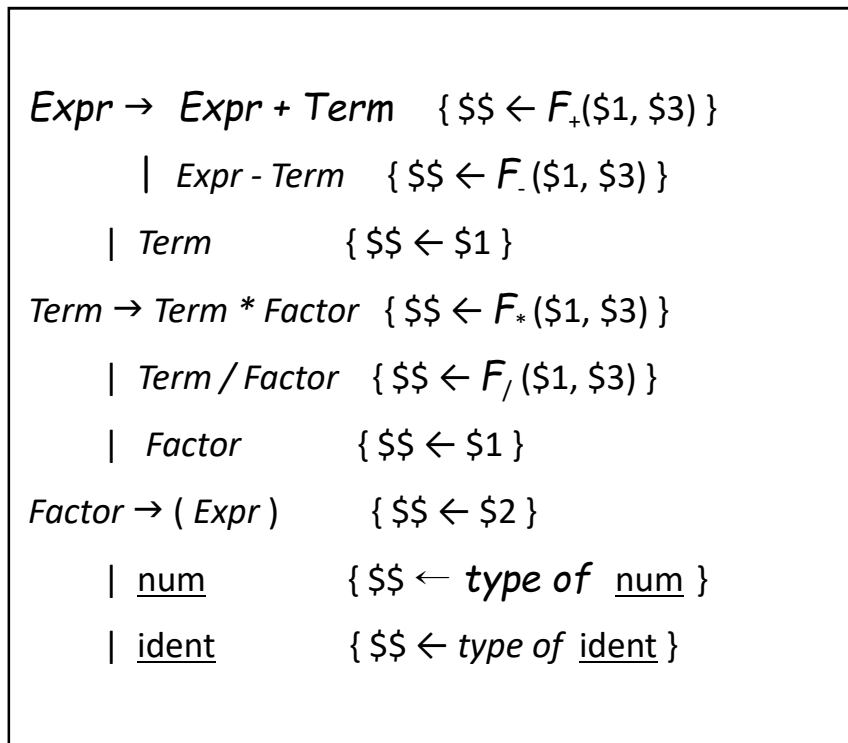 Expr → Expr + Term { $$ ← F+($1, $3) }
| Expr - Term { $$ ← F-($1, $3) }
| Term { $$ ← $1 }
Term → Term * Factor { $$ ← F*($1, $3) }
| Term / Factor { $$ ← F/($1, $3) }
| Factor { $$ ← $1 }
Factor → ( Expr ) { $$ ← $2 }
| num { $$ ← type of num }
| ident { $$ ← type of ident }